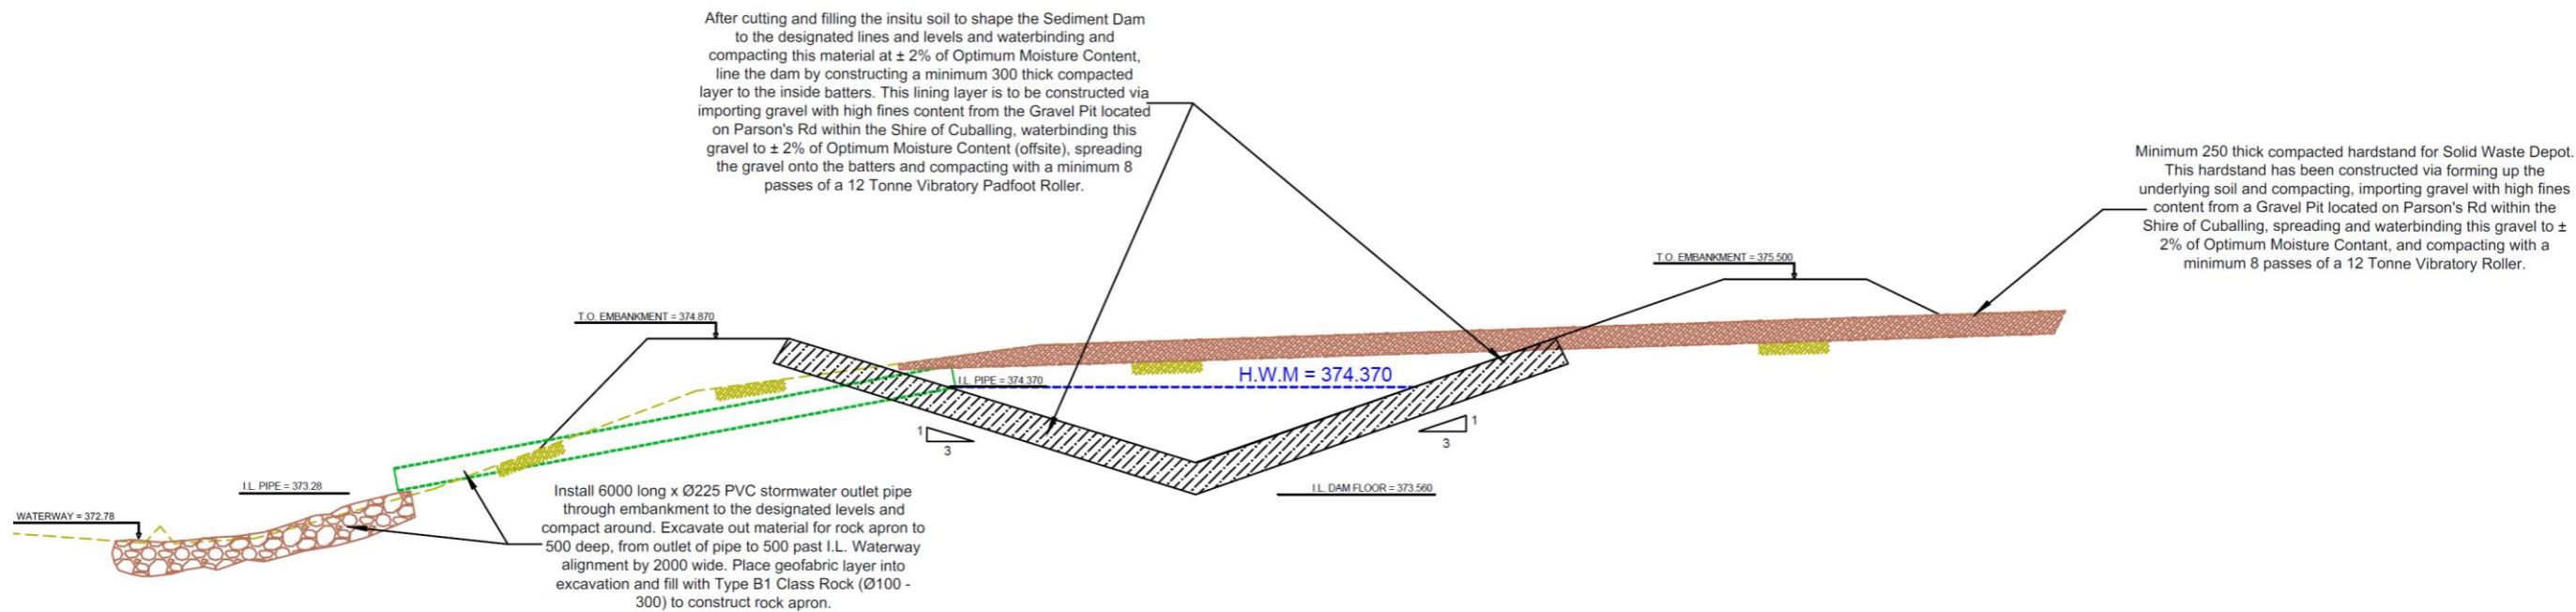 After cutting and filling the insitu soil to shape the Sediment Dam
to the designated lines and levels and waterbinding and
compacting this material at ± 2% of Optimum Moisture Content,
line the dam by constructing a minimum 300 thick compacted
layer to the inside batters. This lining layer is to be constructed via
importing gravel with high fines content from the Gravel Pit located
on Parson's Rd within the Shire of Cuballing, waterbinding this
gravel to ± 2% of Optimum Moisture Content (offsite), spreading
the gravel onto the batters and compacting with a minimum 8
passes of a 12 Tonne Vibratory Padfoot Roller.
Minimum 250 thick compacted hardstand for Solid Waste Depot.
This hardstand has been constructed via forming up the
underlying soil and compacting, importing gravel with high fines
content from a Gravel Pit located on Parson's Rd within the
Shire of Cuballing, spreading and waterbinding this gravel to ±
2% of Optimum Moisture Contant, and compacting with a
minimum 8 passes of a 12 Tonne Vibratory Roller.
T.O. EMBANKMENT = 375.500
T.O. EMBANKMENT = 374.870
I.L. PIPE = 374.370
H.W.M = 374.370
1
3
1
3
I.L. PIPE = 373.28
I.L. DAM FLOOR = 373.560
WATERWAY = 372.78
Install 6000 long x Ø225 PVC stormwater outlet pipe
through embankment to the designated levels and
compact around. Excavate out material for rock apron to
500 deep, from outlet of pipe to 500 past I.L. Waterway
alignment by 2000 wide. Place geofabric layer into
excavation and fill with Type B1 Class Rock (Ø100 -
300) to construct rock apron.